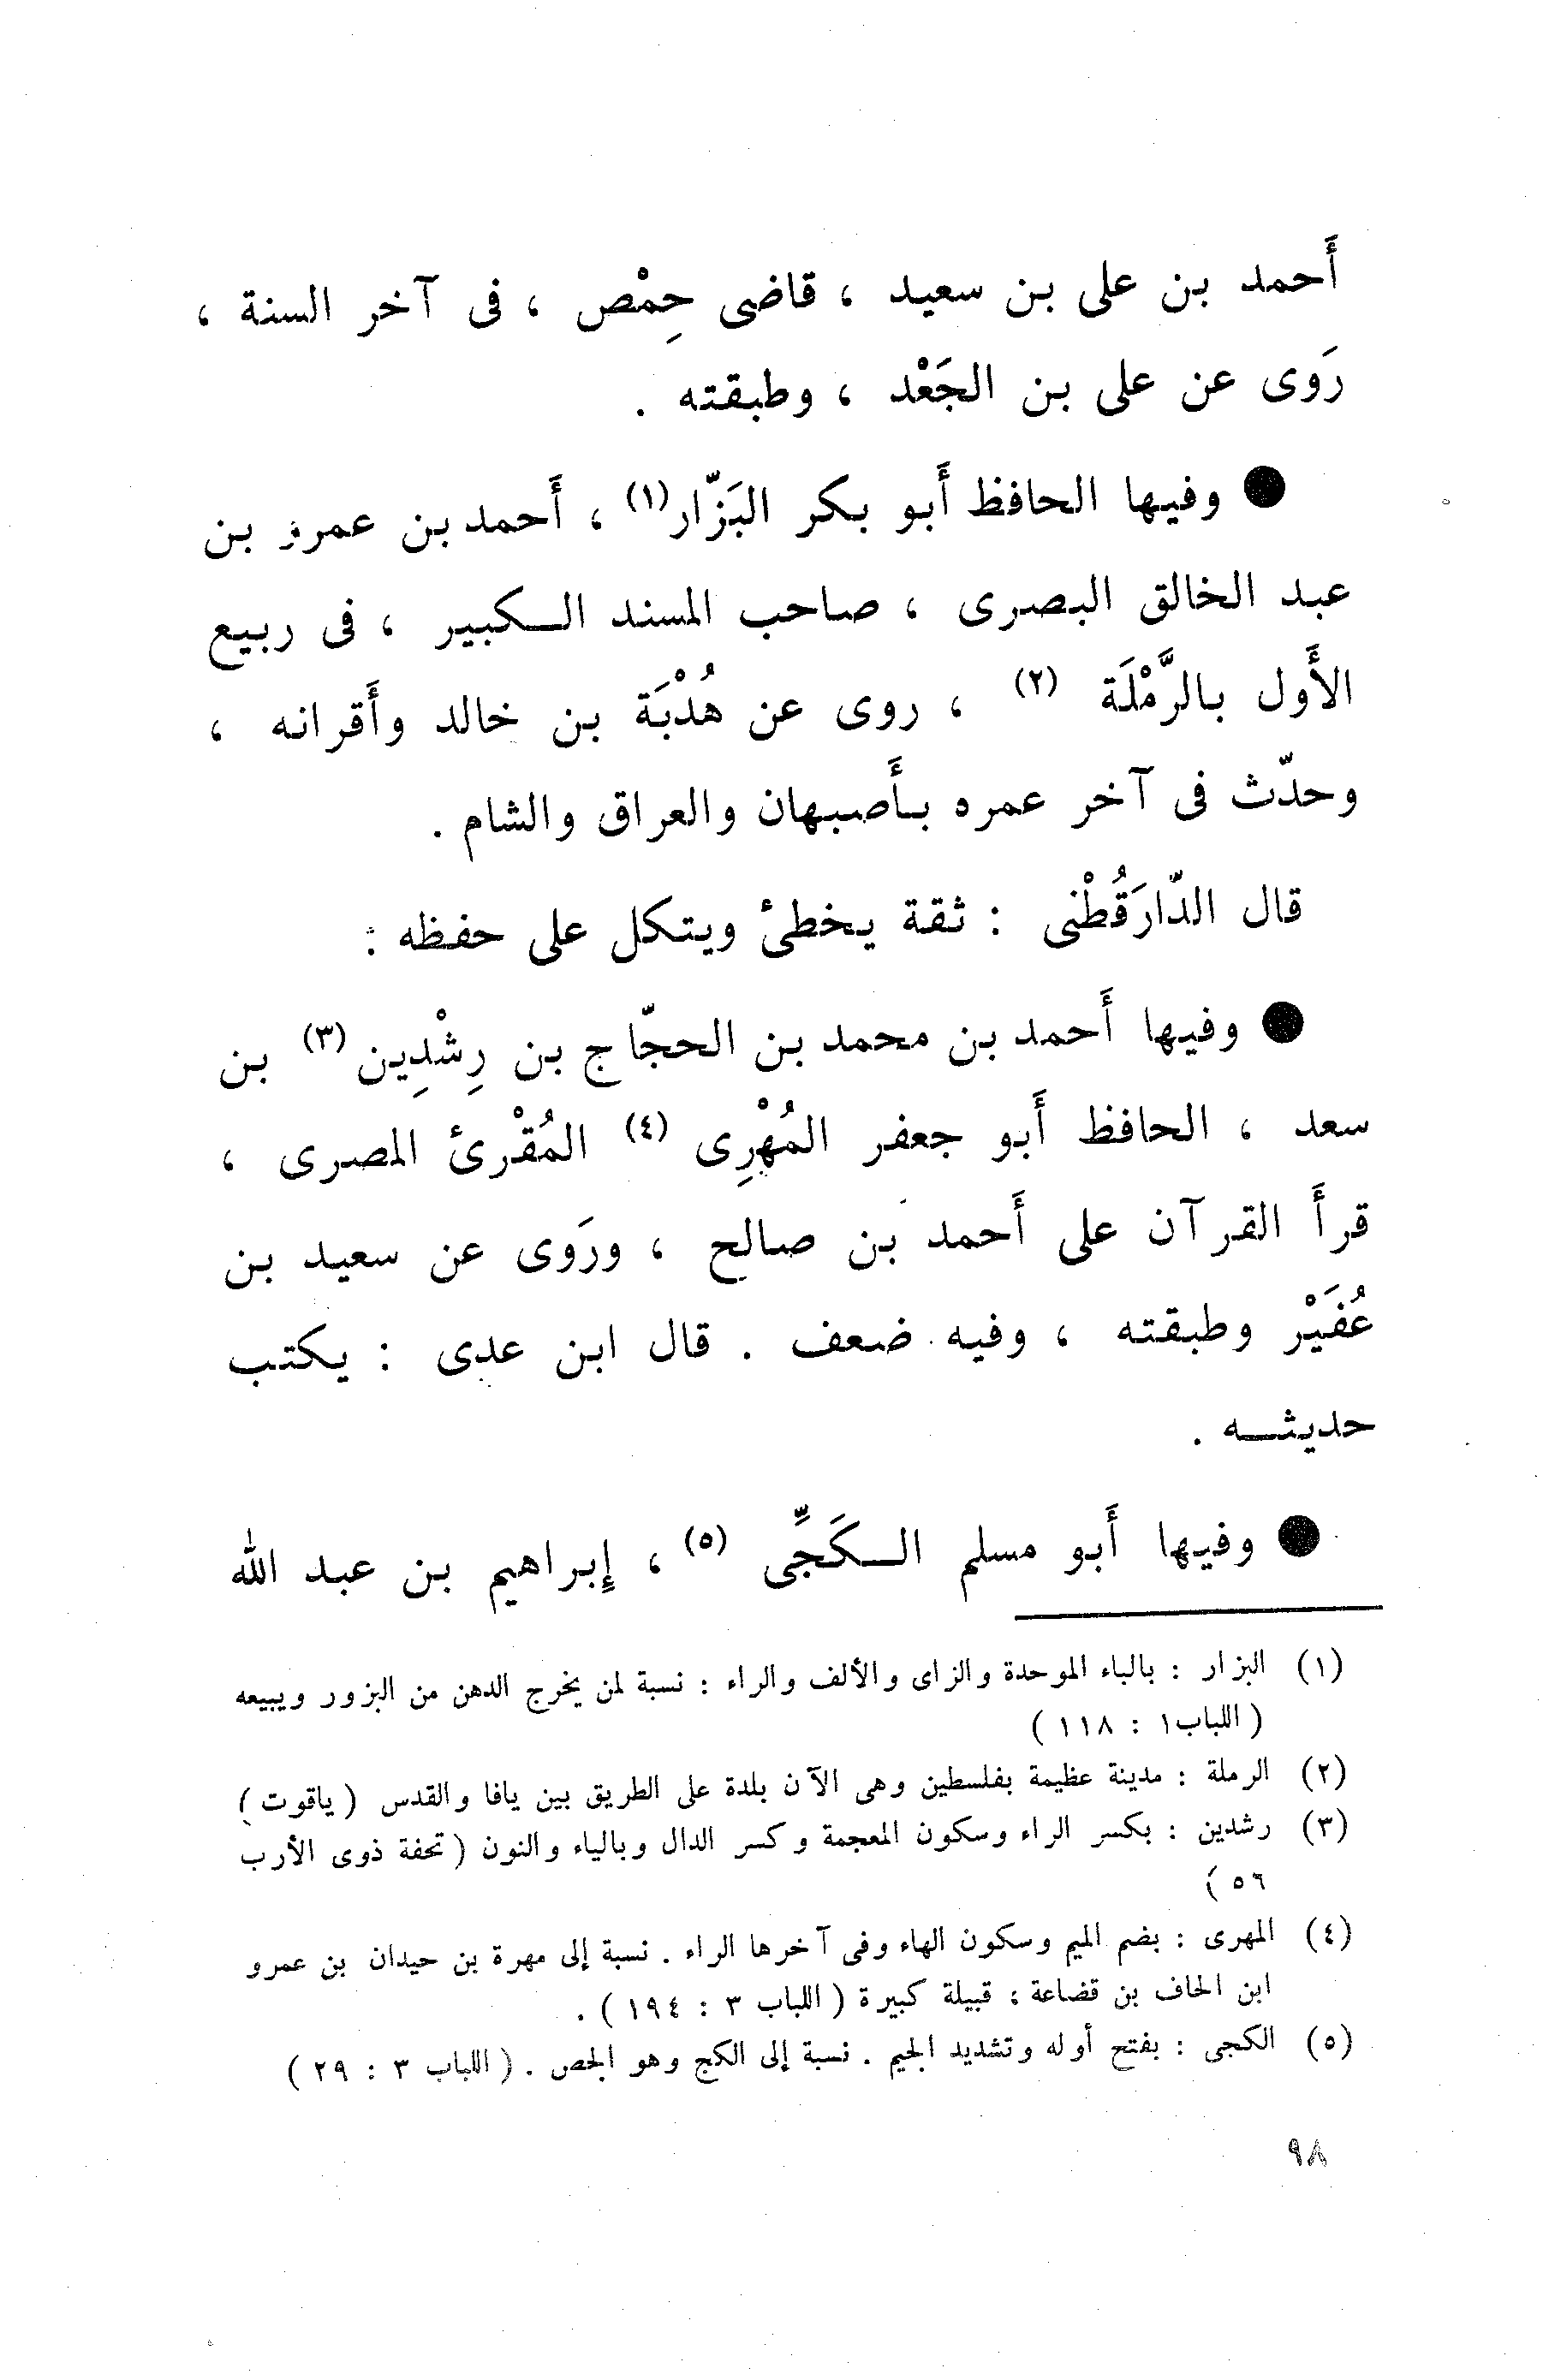 أَحمد بن على بن سعيد ، قاضى حِمْص ، فى آخر السنة ،
رَوى عن على بن الجَعْد ، وطبقته .
● وفيها الحافظ أَبو بكر البَزّار(١) ، أَحمد بن عمرو بن
عبد الخالق البصرى ، صاحب المسند الكبير ، فى ربيع
الأَول بالرَّمْلَة (٢) ، روى عن هُدْبَة بن خالد وأَقرانه ،
وحدّث فى آخر عمره بأَصبهان والعراق والشام .
قال الدّارَقُطْنى : ثقة يخطئ ويتكل على حفظه :
● وفيها أَحمد بن محمد بن الحجّاج بن رِشْدِين (٣) بن
سعد ، الحافظ أَبو جعفر المُهْرِى (٤) المُقْرئ المصرى ،
قرأَ القرآن على أَحمد بن صالح ، ورَوى عن سعيد بن
عُفَيْر وطبقته ، وفيه ضعف . قال ابن عدى : يكتب
حديثه .
● وفيها أَبو مسلم الكَجِّى (٥) ، إِبراهيم بن عبد الله
(١) البزار : بالباء الموحدة والزاى والألف والراء : نسبة لمن يخرج الدهن من البزور ويبيعه
( اللباب١ : ١١٨ )
(٢) الرملة : مدينة عظيمة بفلسطين وهى الآن بلدة على الطريق بين يافا والقدس ( ياقوت )
(٣) رشدين : بكسر الراء وسكون المعجمة وكسر الدال وبالياء والنون ( تحفة ذوى الأرب
٥٦ )
(٤) المهرى : بضم الميم وسكون الهاء وفى آخرها الراء . نسبة إلى مهرة بن حيدان بن عمرو
ابن الحاف بن قضاعة ؛ قبيلة كبيرة ( اللباب ٣ : ١٩٤ ) .
(٥) الكجى : بفتح أوله وتشديد الجيم . نسبة إلى الكج وهو الجص . ( اللباب ٣ : ٢٩ )
٩٨